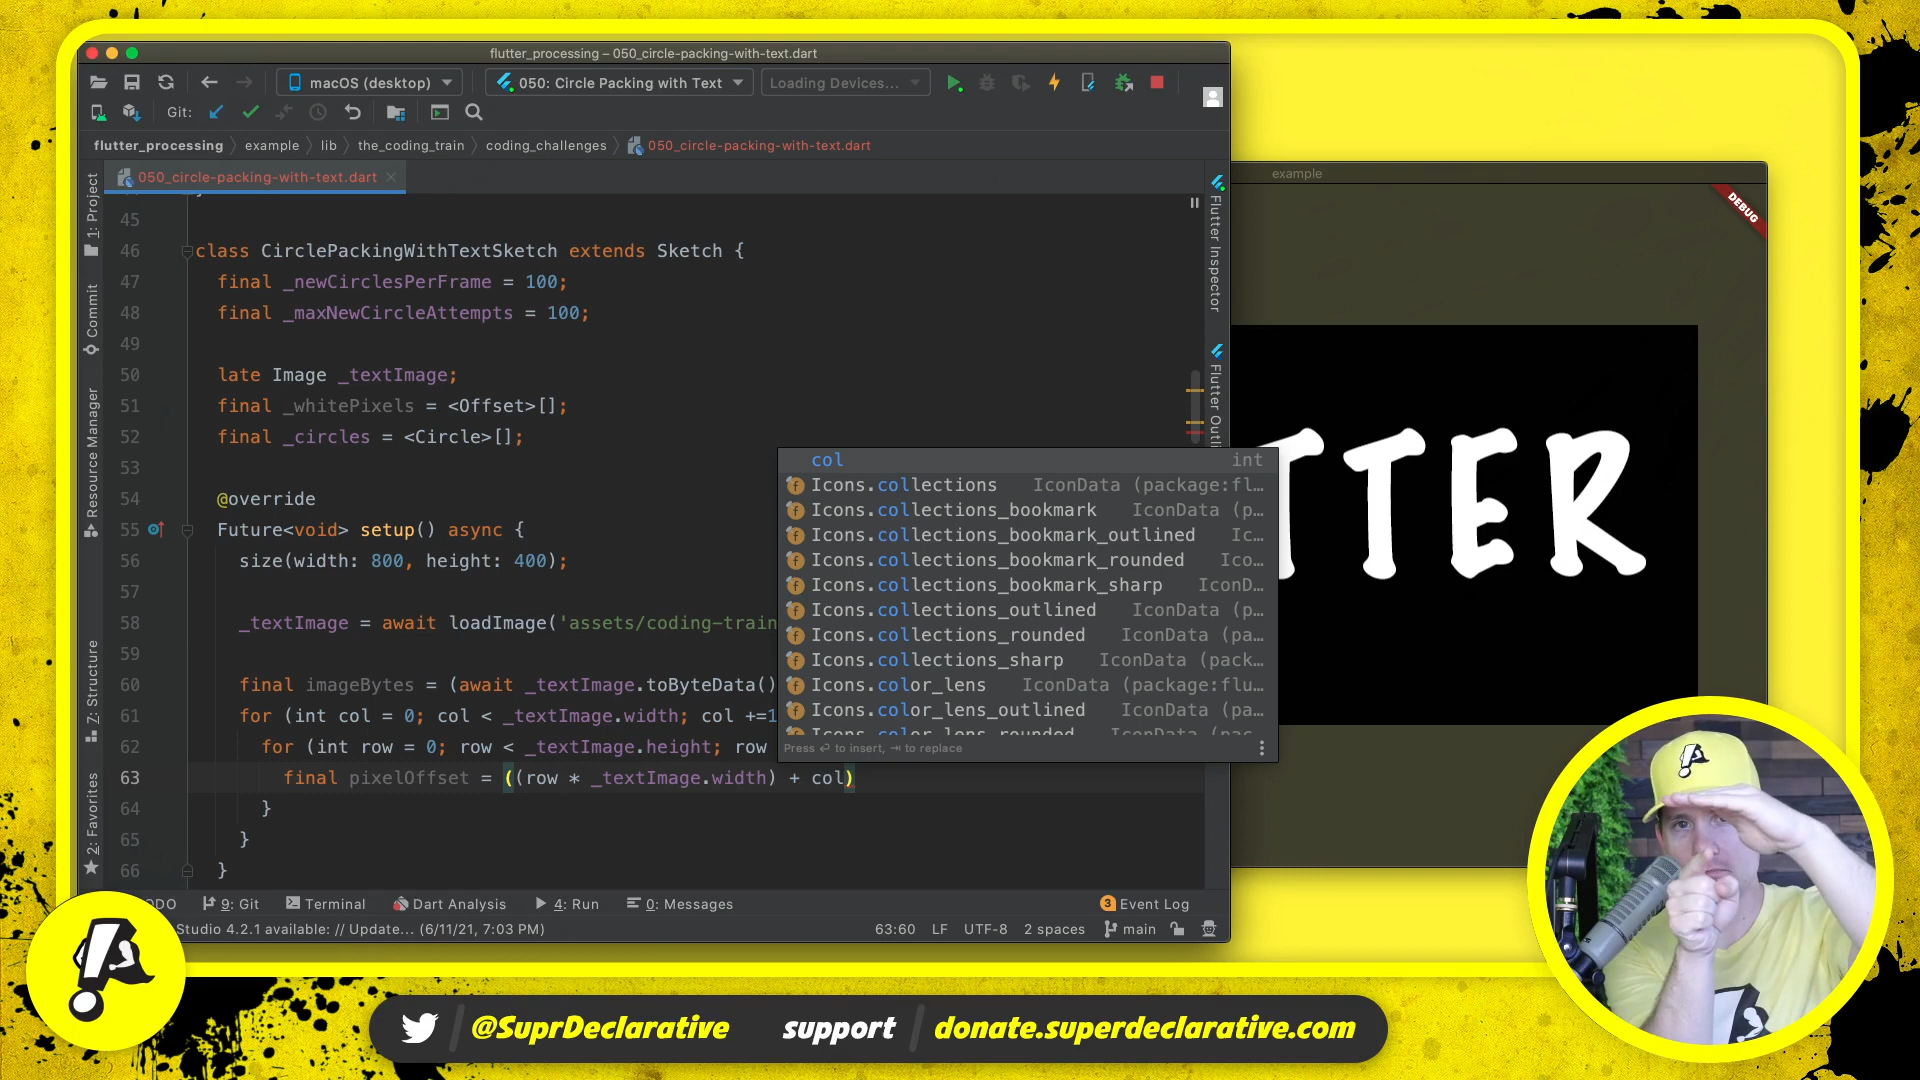 flutter_processing – 050_circle-packing-with-text.dart
macOS (desktop)
050: Circle Packing with Text
Loading Devices...
Git:
flutter_processing
example
lib
the_coding_train
coding_challenges
050_circle-packing-with-text.dart
050_circle-packing-with-text.dart
1: Project
Commit
Resource Manager
7: Structure
2: Favorites
Flutter Inspector
45
46 class CirclePackingWithTextSketch extends Sketch {
47 final _newCirclesPerFrame = 100;
48 final _maxNewCircleAttempts = 100;
49
50 late Image _textImage;
51 final _whitePixels = <Offset>[];
52 final _circles = <Circle>[];
53
54 @override
55 Future<void> setup() async {
56 size(width: 800, height: 400);
57
58 _textImage = await loadImage('assets/coding-train
59
60 final imageBytes = (await _textImage.toByteData()
61 for (int col = 0; col < _textImage.width; col +=1
62 for (int row = 0; row < _textImage.height; row
63 final pixelOffset = ((row * _textImage.width) + col)
64 }
65 }
66 }
col int
Icons.collections IconData (package:fl…
Icons.collections_bookmark IconData (p…
Icons.collections_bookmark_outlined Ic…
Icons.collections_bookmark_rounded Ico…
Icons.collections_bookmark_sharp IconD…
Icons.collections_outlined IconData (p…
Icons.collections_rounded IconData (pa…
Icons.collections_sharp IconData (pack…
Icons.color_lens IconData (package:flu…
Icons.color_lens_outlined IconData (pa…
Press ⏎ to insert, ⇥ to replace
Flutter Outli
example
DEBUG
TTER
ODO
9: Git
Terminal
Dart Analysis
4: Run
0: Messages
3 Event Log
Studio 4.2.1 available: // Update... (6/11/21, 7:03 PM)
63:60
LF
UTF-8
2 spaces
main
@SuprDeclarative
support
donate.superdeclarative.com